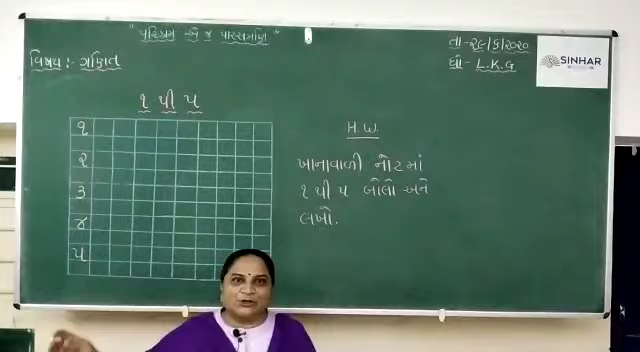 "પરિશ્રમ એ જ પારસમણિ"
તા-૨૯/૬/૨૦૨૦
ધો- L.K.G
વિષય:- ગણિત
SINHAR
૧ થી ૫
૧
૨
૩
૪
૫
H.W.
ખાનાવાળી નોટમાં
૧ થી ૫ બોલો અને
લખો.